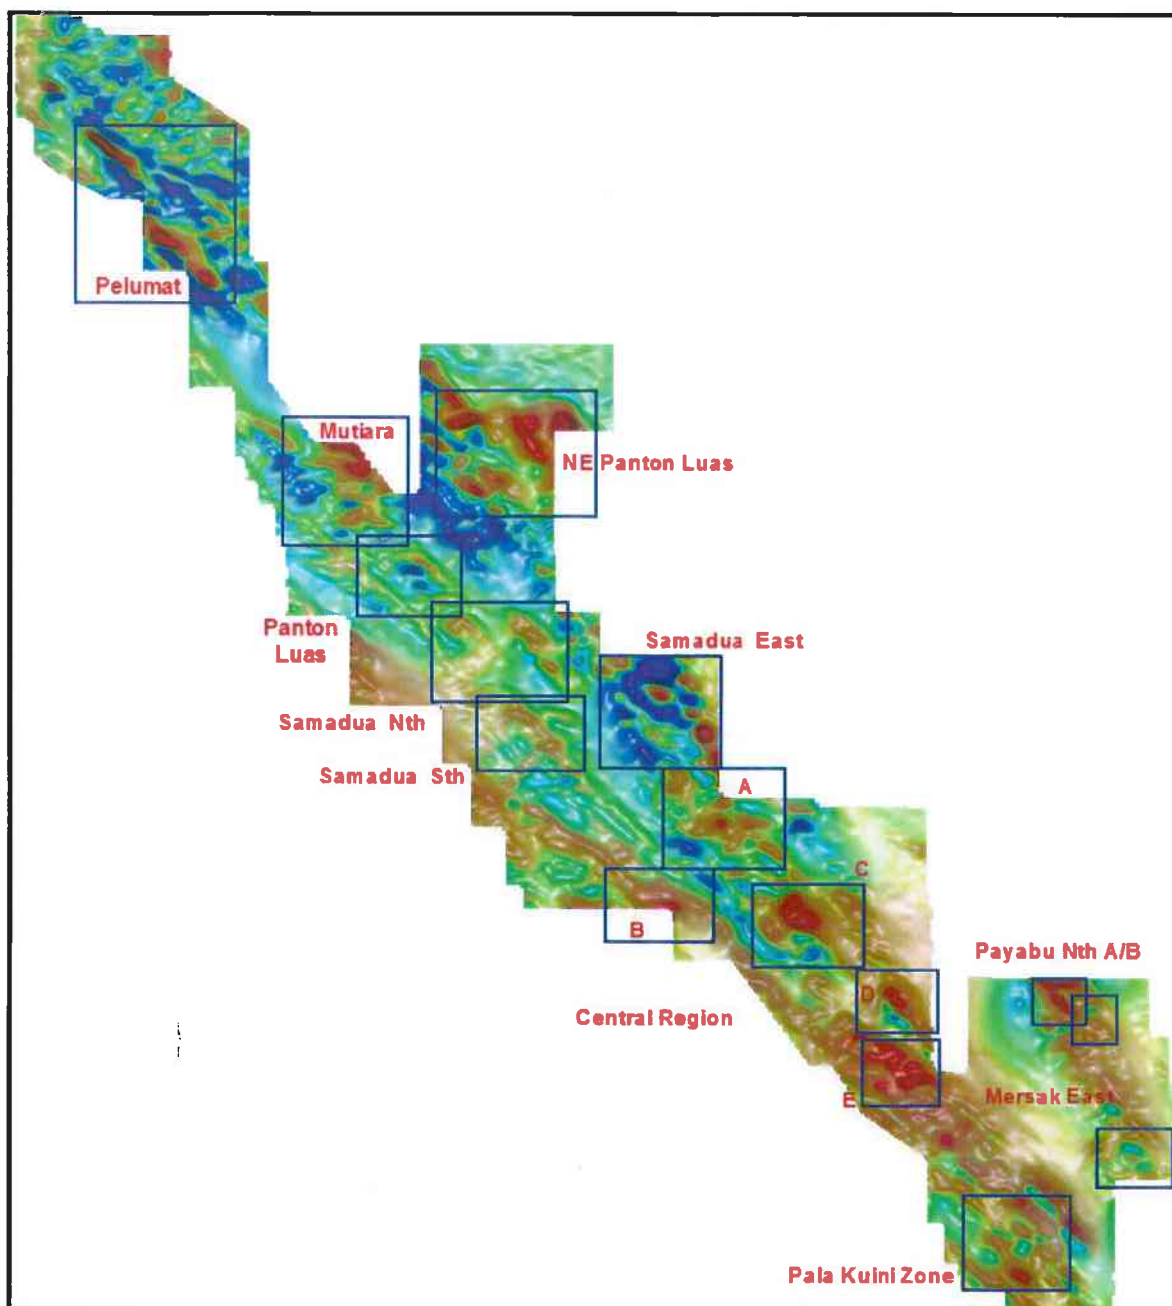 Pelumat
Mutiara
NE Panton Luas
Panton
Luas
Samadua East
Samadua Nth
Samadua Sth
A
C
B
Payabu Nth A/B
D
Central Region
Mersak East
E
Pala Kuini Zone